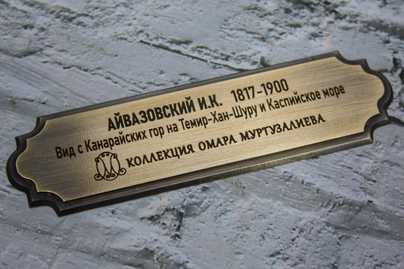 АЙВАЗОВСКИЙ И.К. 1817-1900
Вид с Канарайских гор на Темир-Хан-Шуру и Каспийское море
КОЛЛЕКЦИЯ ОМАРА МУРТУЗАЛИЕВА